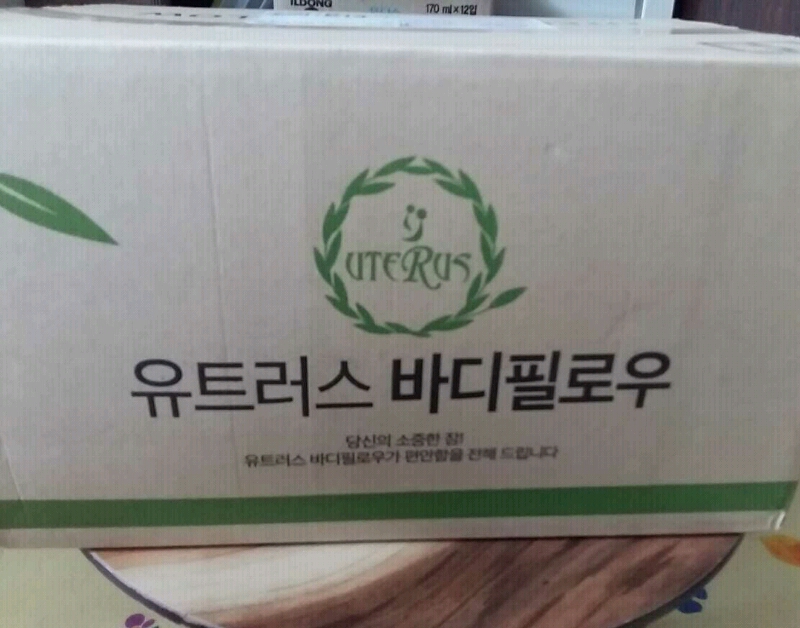 ILDONG
170 ml×12입
UTERUS
유트러스 바디필로우
당신의 소중한 잠!
유트러스 바디필로우가 편안함을 전해 드립니다